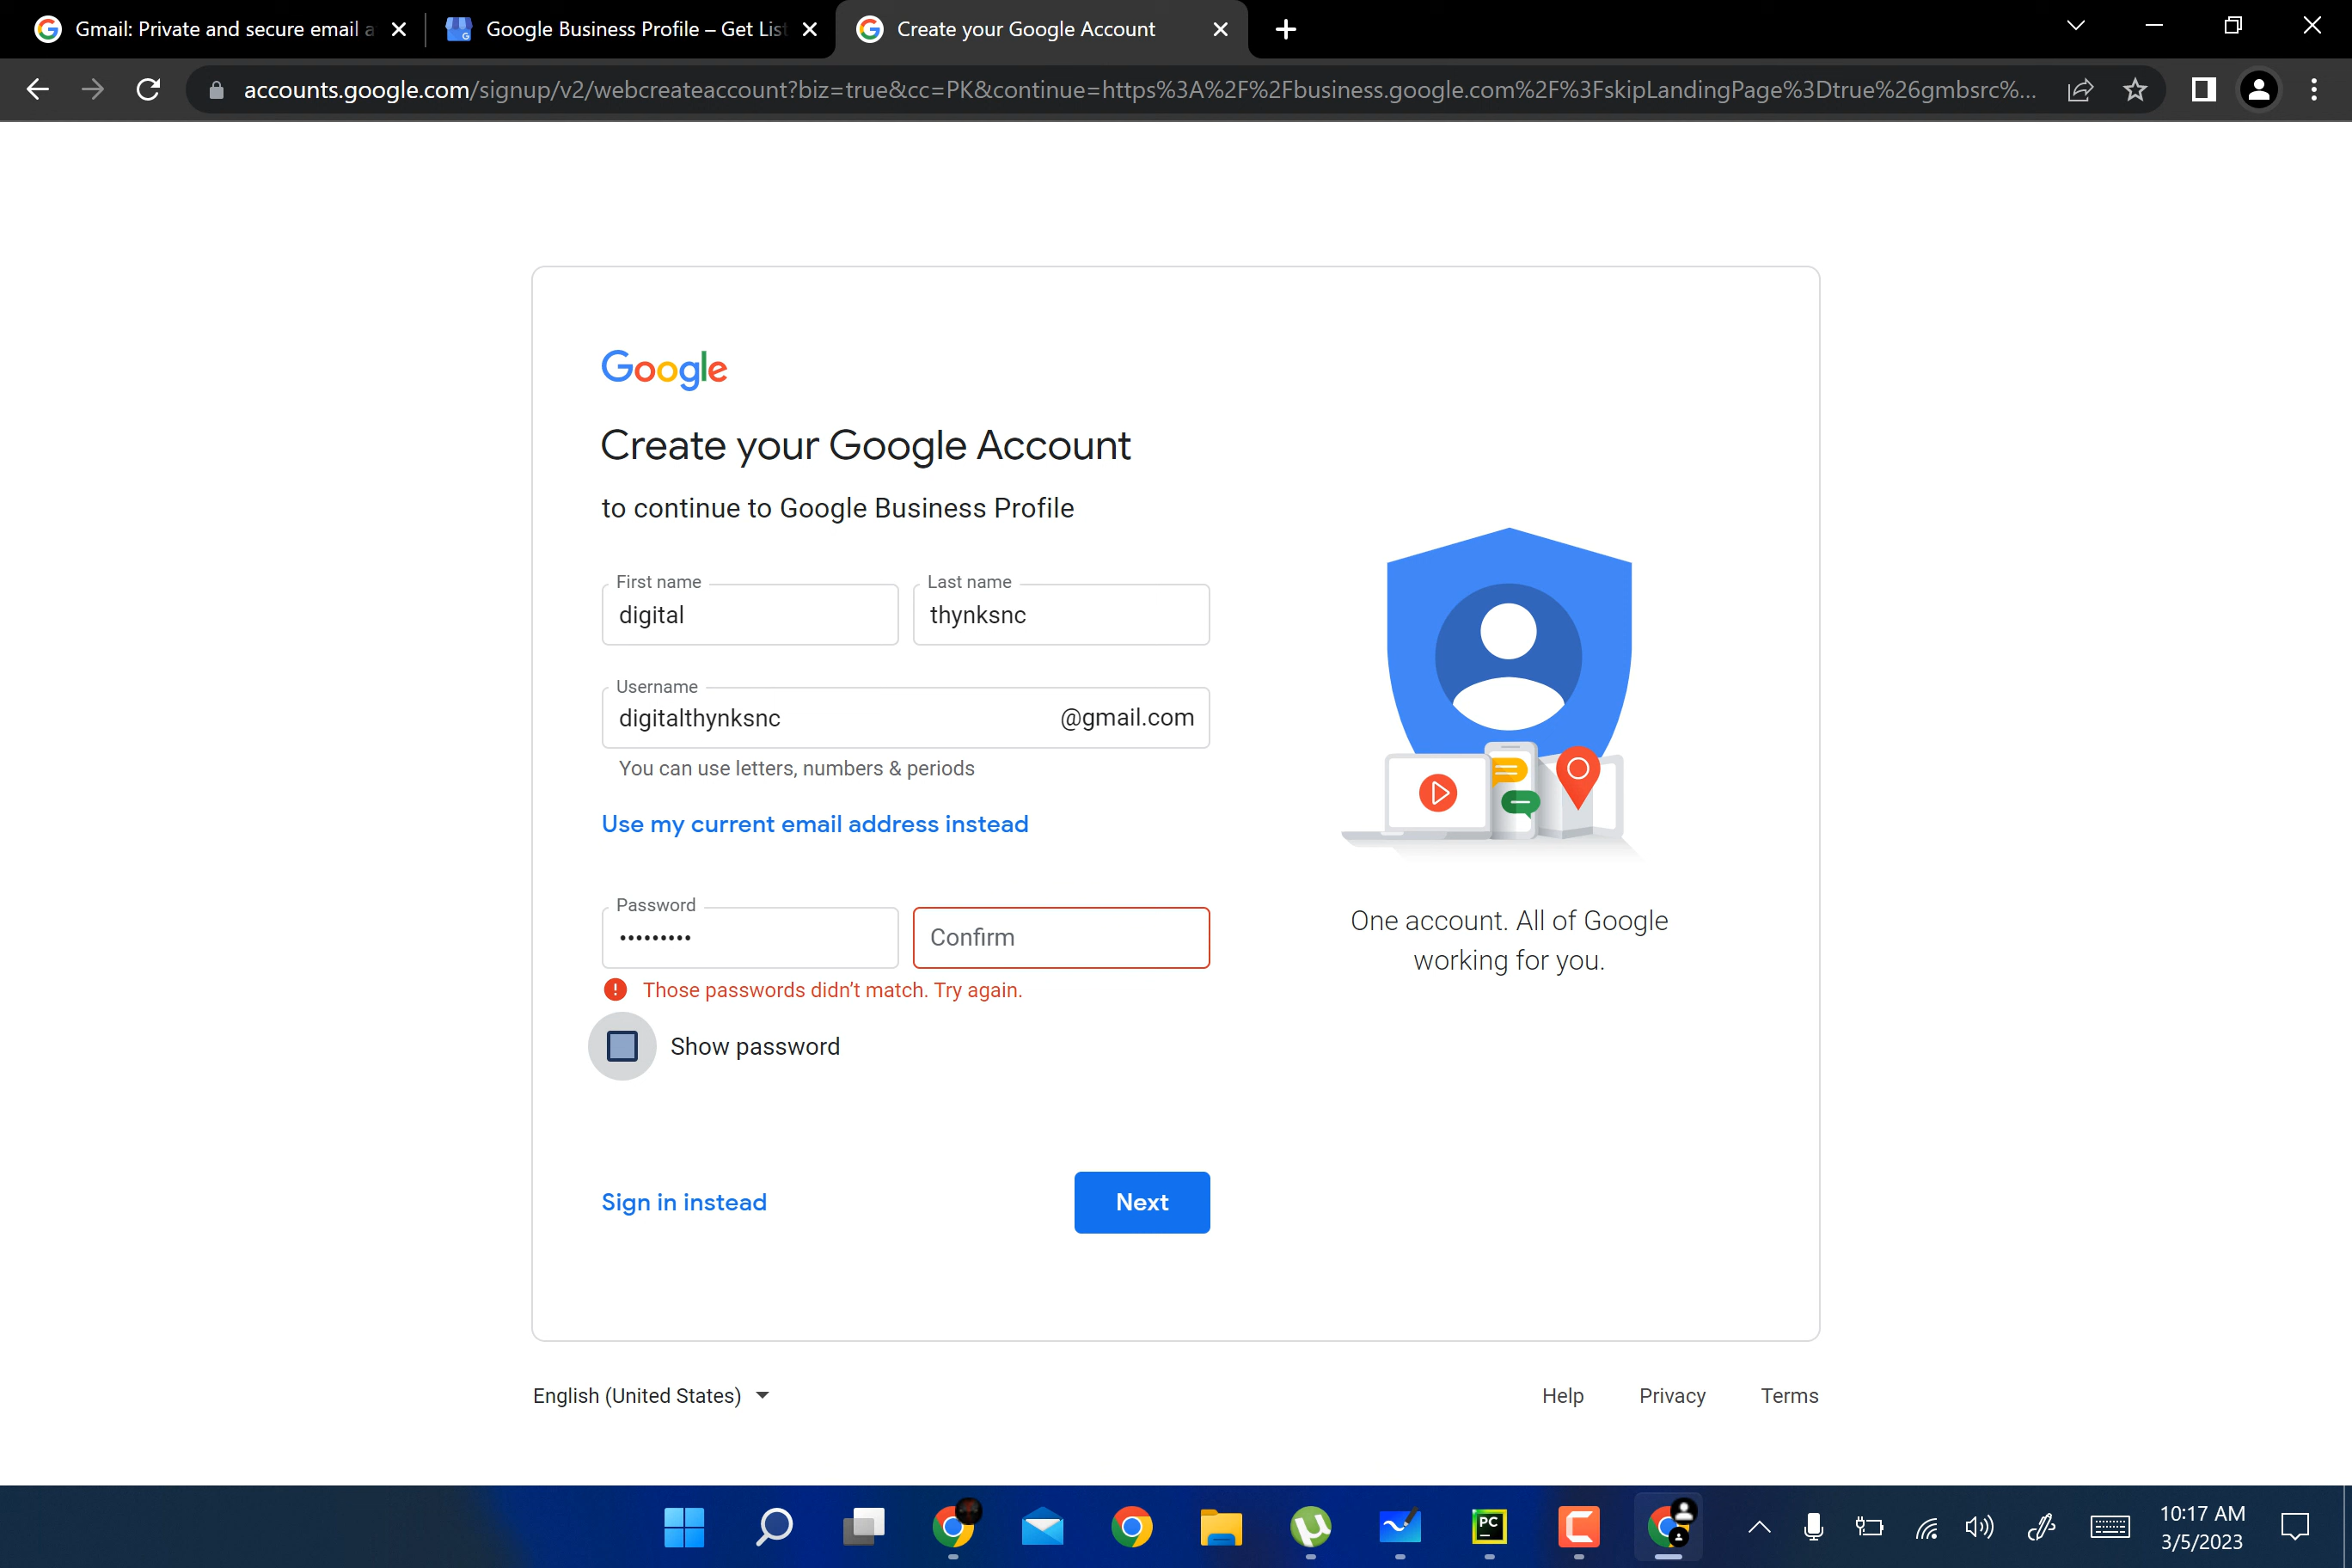 Gmail: Private and secure email a
Google Business Profile – Get List
Create your Google Account
accounts.google.com/signup/v2/webcreateaccount?biz=true&cc=PK&continue=https%3A%2F%2Fbusiness.google.com%2F%3FskipLandingPage%3Dtrue%26gmbsrc%...
Google
Create your Google Account
to continue to Google Business Profile
First name
Last name
digital
thynksnc
Username
digitalthynksnc
@gmail.com
You can use letters, numbers & periods
Use my current email address instead
Password
•••••••••
Confirm
Those passwords didn't match. Try again.
Show password
Sign in instead
Next
One account. All of Google
working for you.
English (United States)
Help
Privacy
Terms
PC
10:17 AM
3/5/2023